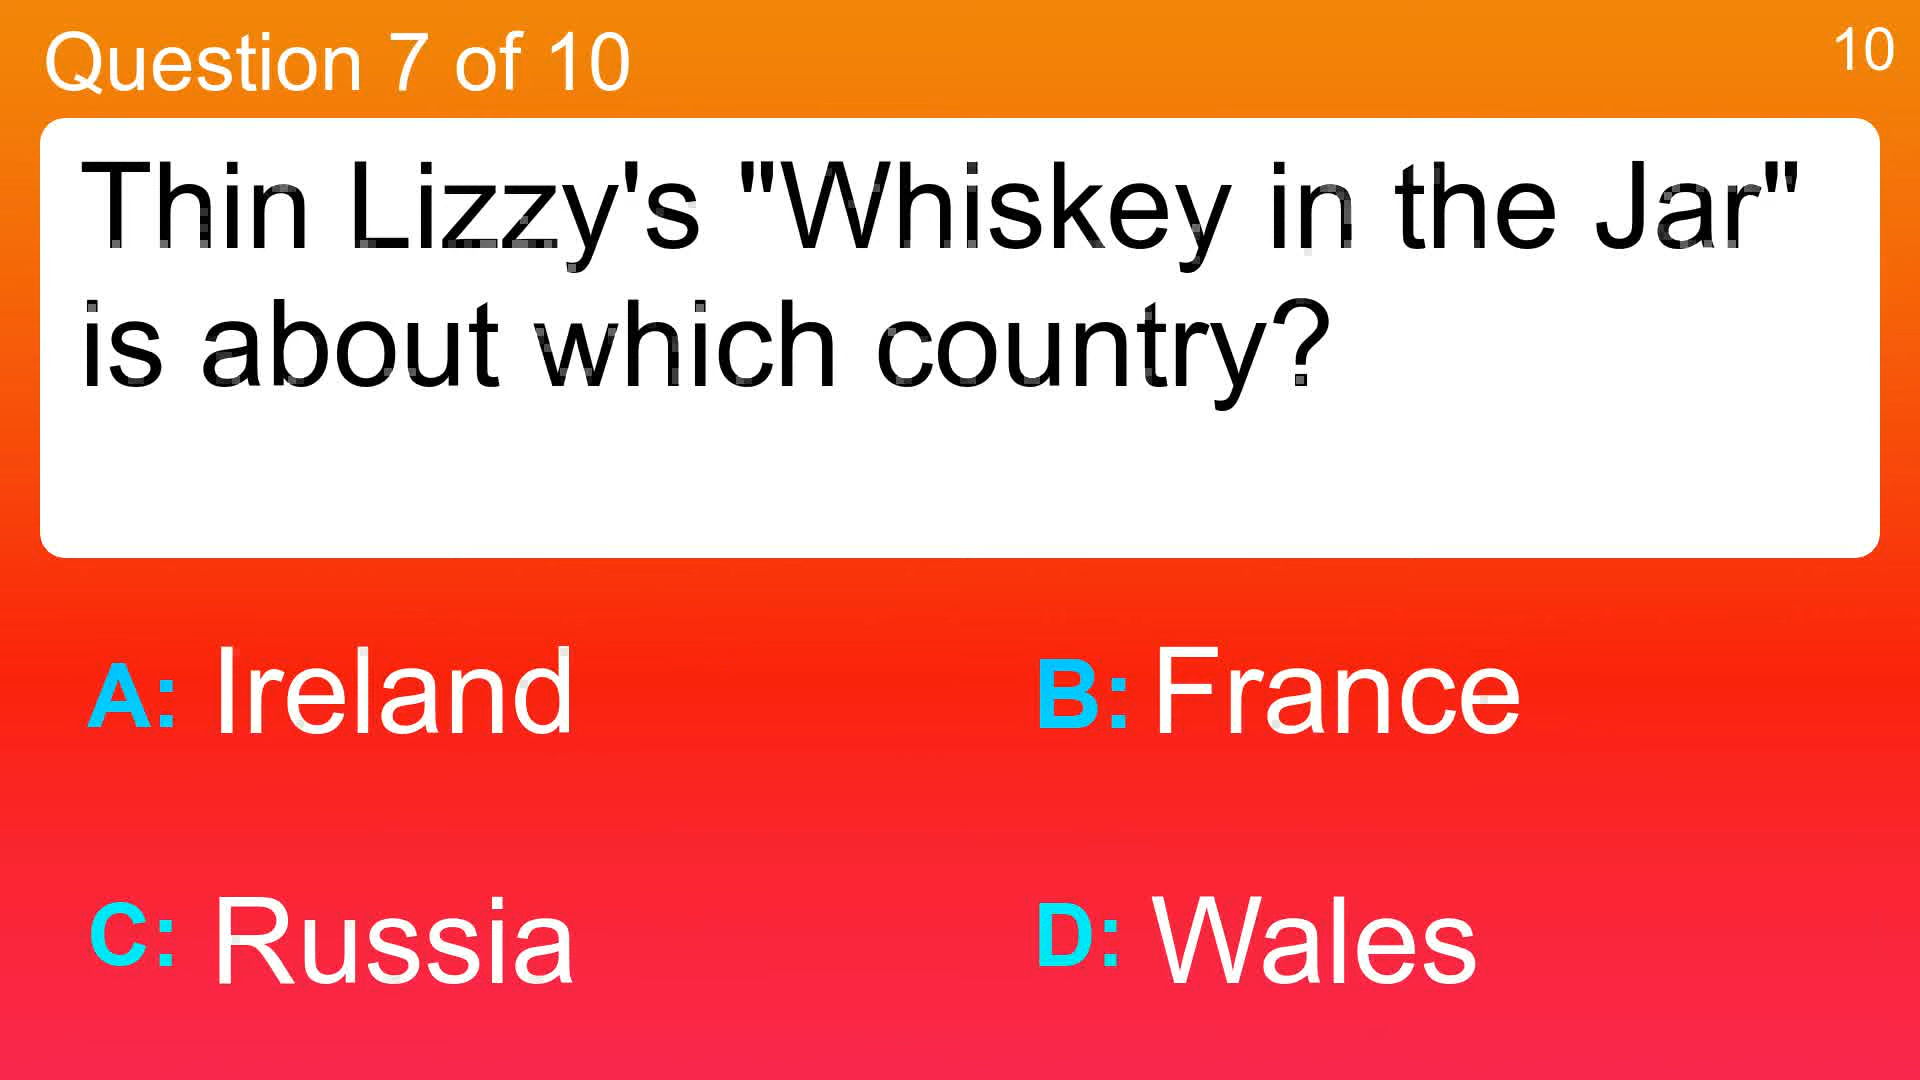 Question 7 of 10
10
Thin Lizzy's "Whiskey in the Jar"
is about which country?
A: Ireland
B: France
C: Russia
D: Wales